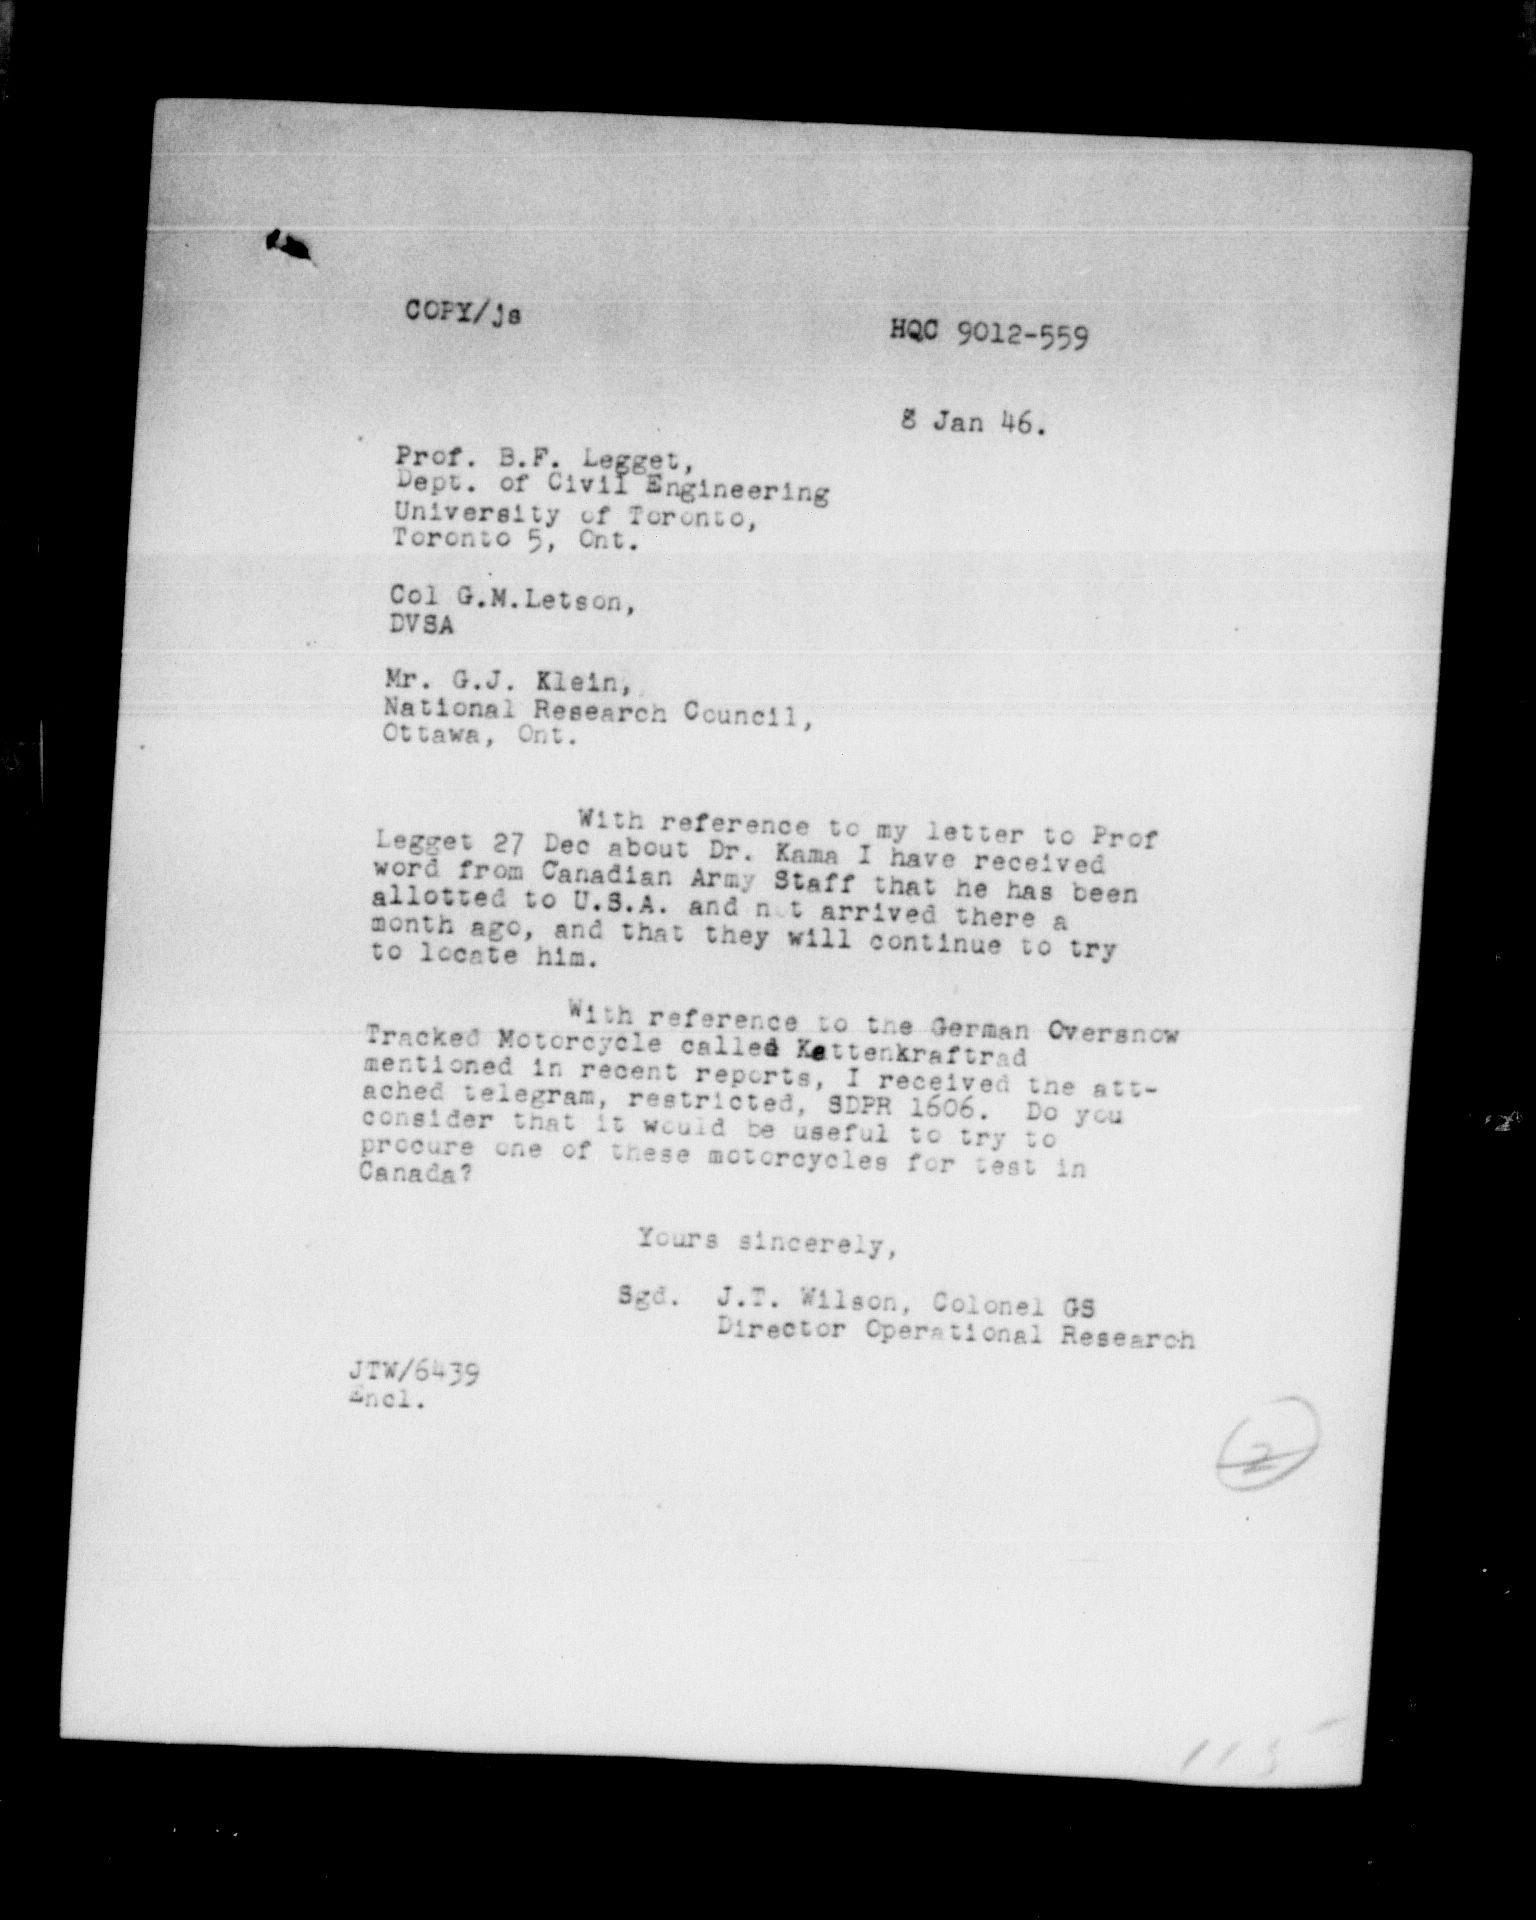 COPY/js
HQC 9012-559
8 Jan 46.
Prof. B.F. Legget,
Dept. of Civil Engineering
University of Toronto,
Toronto 5, Ont.
Col G.M.Letson,
DVSA
Mr. G.J. Klein,
National Research Council,
Ottawa, Ont.
With reference to my letter to Prof
Legget 27 Dec about Dr. Kama I have received
word from Canadian Army Staff that he has been
allotted to U.S.A. and not arrived there a
month ago, and that they will continue to try
to locate him.
With reference to the German Oversnow
Tracked Motorcycle called Kettenkraftrad
mentioned in recent reports, I received the att-
ached telegram, restricted, SDPR 1606. Do you
consider that it would be useful to try to
procure one of these motorcycles for test in
Canada?
Yours sincerely,
Sgd. J.T. Wilson, Colonel GS
Director Operational Research
JTW/6439
Encl.
2